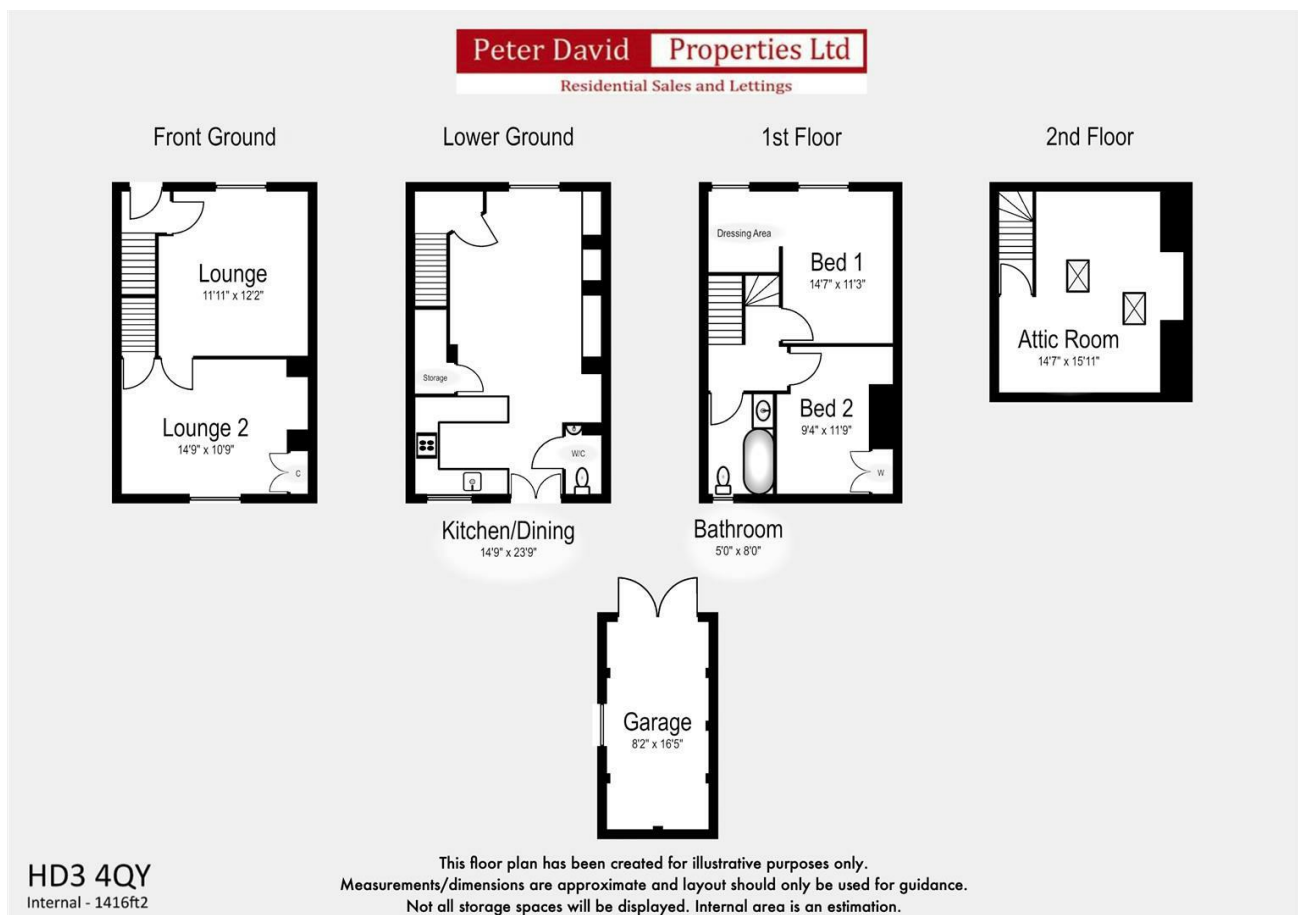 Peter David Properties Ltd
Residential Sales and Lettings
Front Ground
Lower Ground
1st Floor
2nd Floor
Lounge
11'11" x 12'2"
Lounge 2
14'9" x 10'9"
C
Storage
W/C
Kitchen/Dining
14'9" x 23'9"
Dressing Area
Bed 1
14'7" x 11'3"
Bed 2
9'4" x 11'9"
W
Bathroom
5'0" x 8'0"
Attic Room
14'7" x 15'11"
Garage
8'2" x 16'5"
HD3 4QY
Internal - 1416ft2
This floor plan has been created for illustrative purposes only.
Measurements/dimensions are approximate and layout should only be used for guidance.
Not all storage spaces will be displayed. Internal area is an estimation.